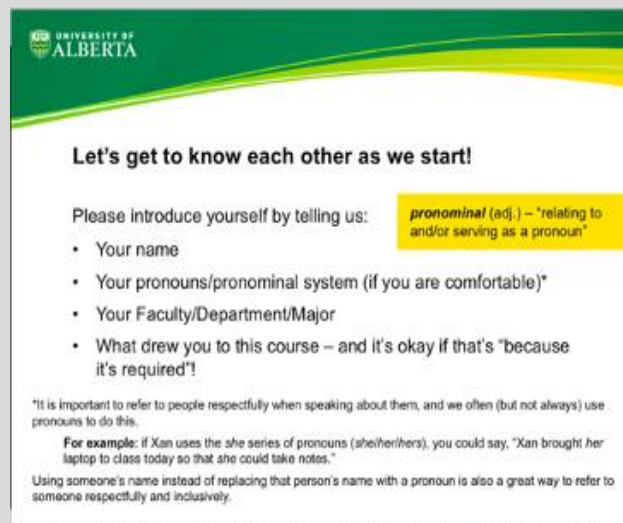 UNIVERSITY OF
ALBERTA
Let's get to know each other as we start!
Please introduce yourself by telling us:
pronominal (adj.) – "relating to
and/or serving as a pronoun"
• Your name
• Your pronouns/pronominal system (if you are comfortable)*
• Your Faculty/Department/Major
• What drew you to this course – and it's okay if that's "because
it's required"!
*It is important to refer to people respectfully when speaking about them, and we often (but not always) use
pronouns to do this.
For example: if Xan uses the she series of pronouns (she/her/hers), you could say, "Xan brought her
laptop to class today so that she could take notes."
Using someone's name instead of replacing that person's name with a pronoun is also a great way to refer to
someone respectfully and inclusively.